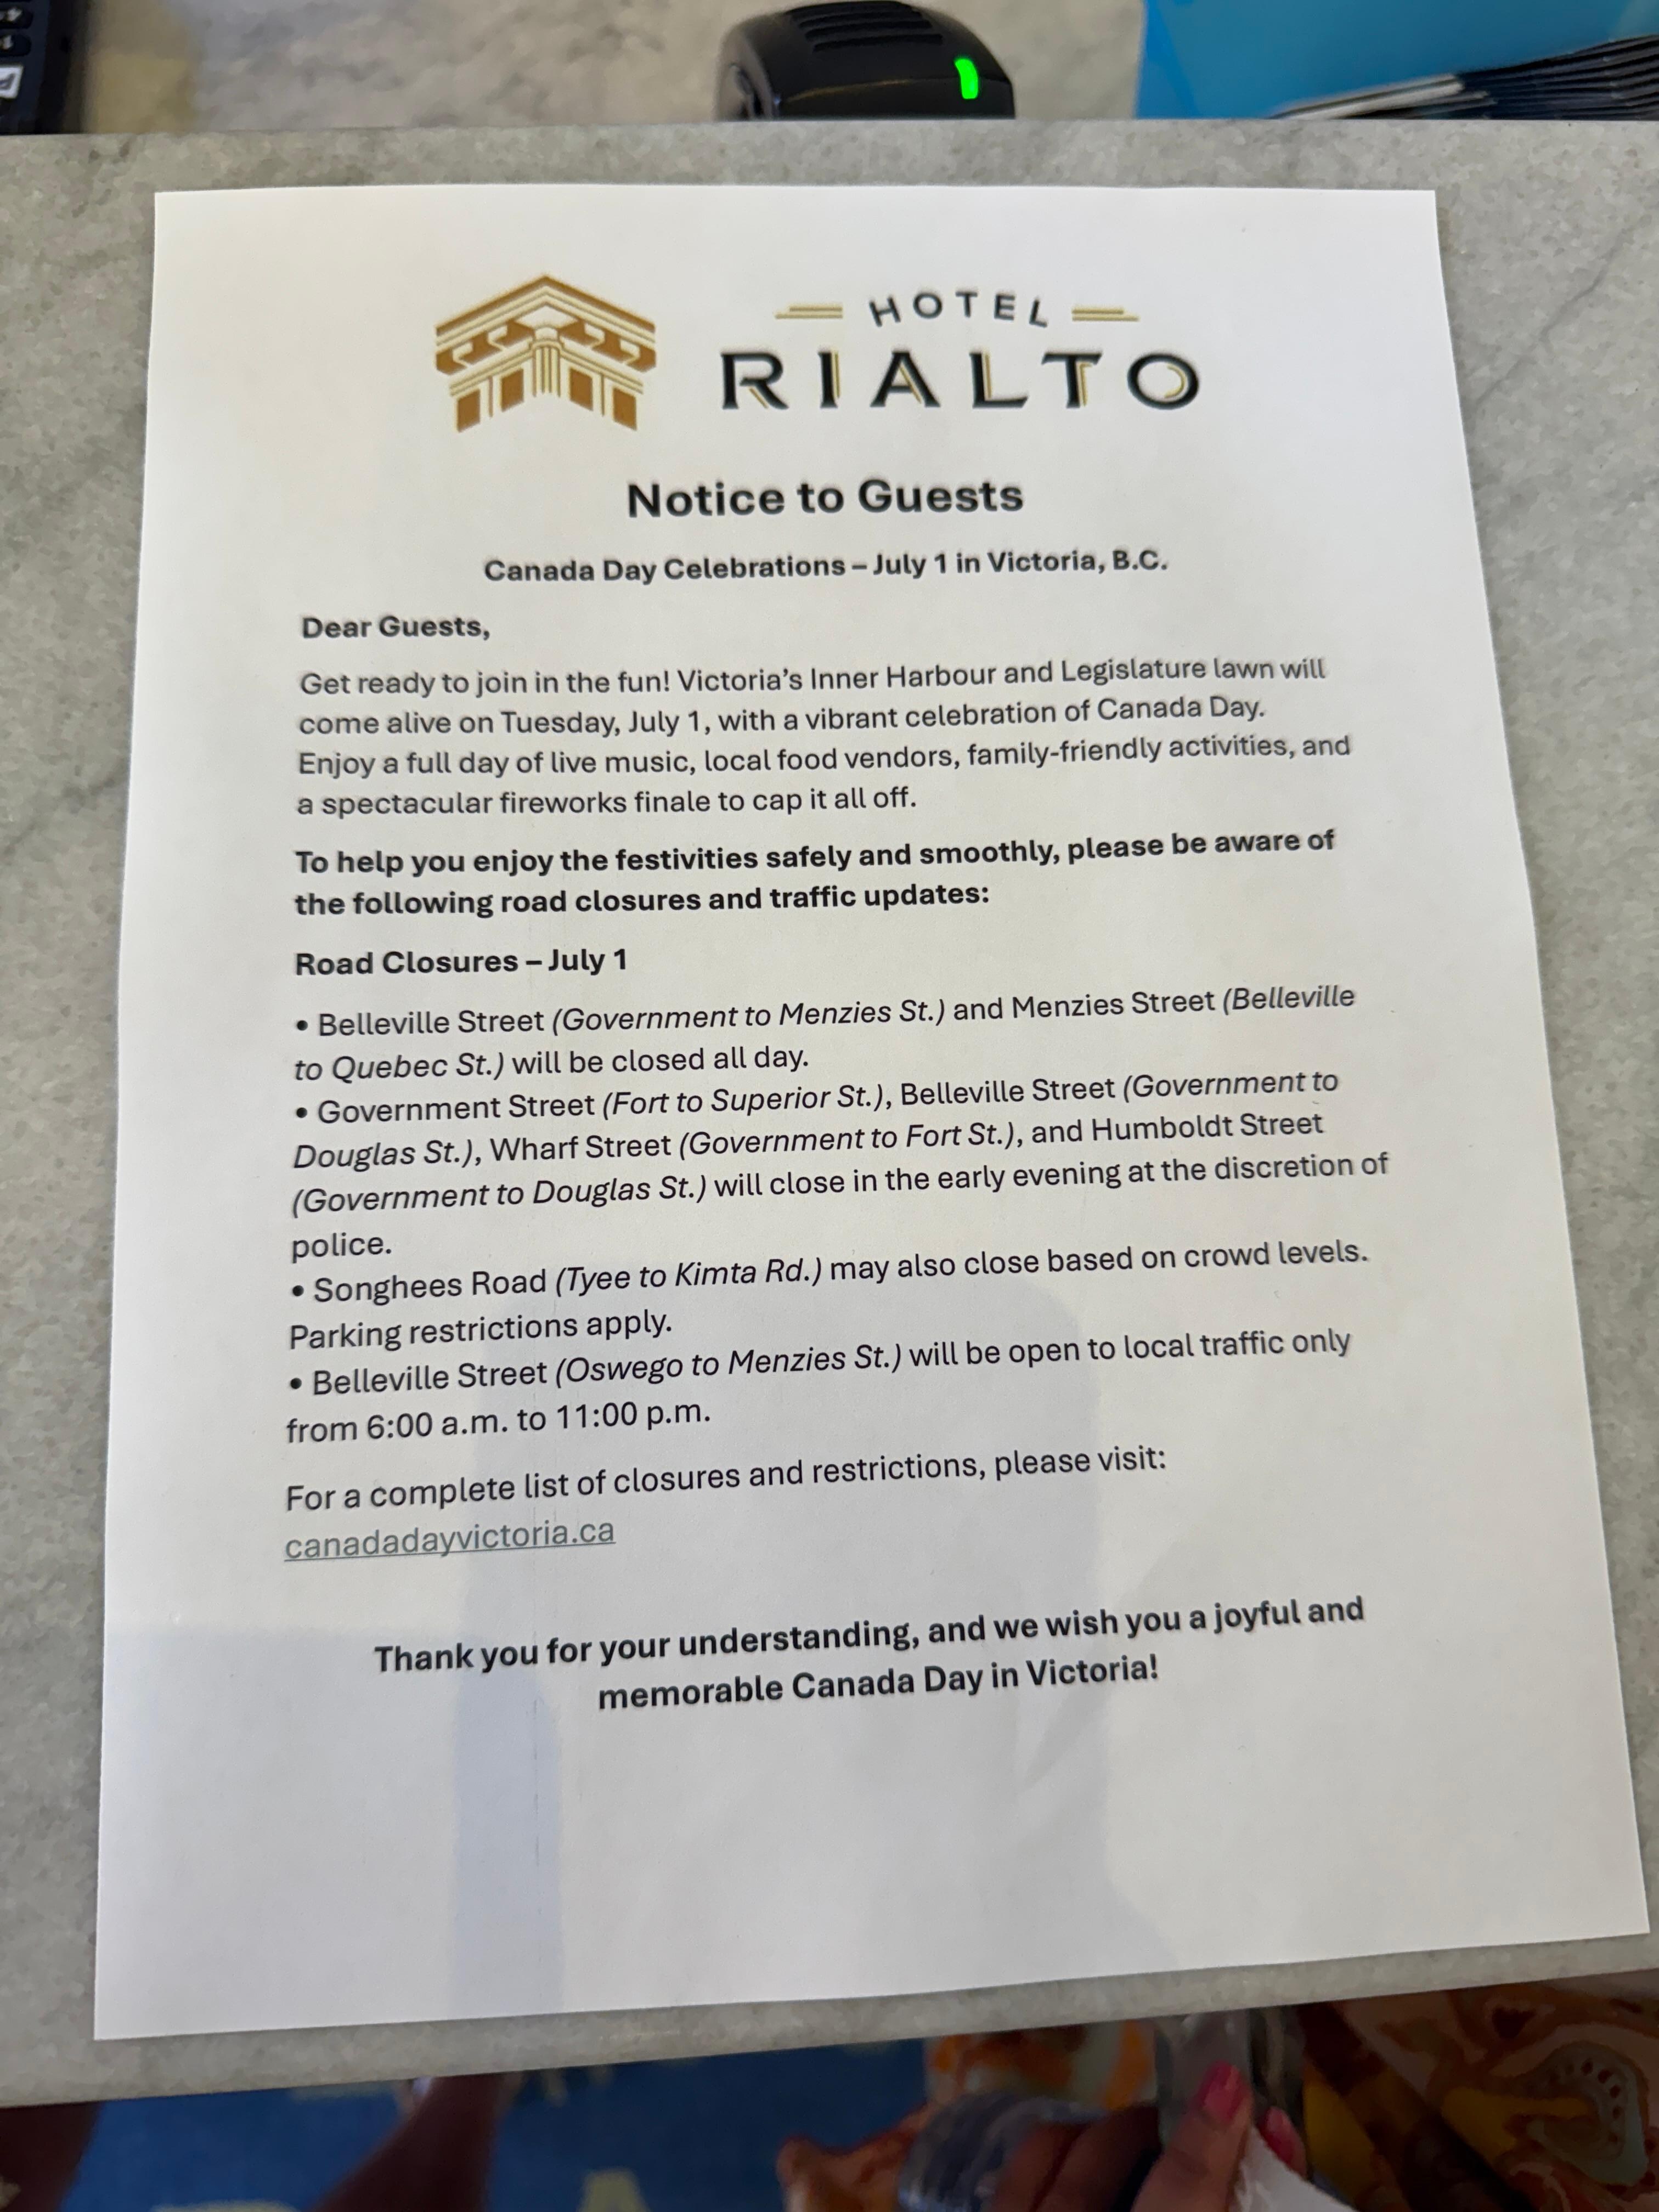 HOTEL
RIALTO
Notice to Guests
Canada Day Celebrations – July 1 in Victoria, B.C.
Dear Guests,
Get ready to join in the fun! Victoria's Inner Harbour and Legislature lawn will
come alive on Tuesday, July 1, with a vibrant celebration of Canada Day.
Enjoy a full day of live music, local food vendors, family-friendly activities, and
a spectacular fireworks finale to cap it all off.
To help you enjoy the festivities safely and smoothly, please be aware of
the following road closures and traffic updates:
Road Closures – July 1
• Belleville Street (Government to Menzies St.) and Menzies Street (Belleville
to Quebec St.) will be closed all day.
• Government Street (Fort to Superior St.), Belleville Street (Government to
Douglas St.), Wharf Street (Government to Fort St.), and Humboldt Street
(Government to Douglas St.) will close in the early evening at the discretion of
police.
• Songhees Road (Tyee to Kimta Rd.) may also close based on crowd levels.
Parking restrictions apply.
• Belleville Street (Oswego to Menzies St.) will be open to local traffic only
from 6:00 a.m. to 11:00 p.m.
For a complete list of closures and restrictions, please visit:
canadadayvictoria.ca
Thank you for your understanding, and we wish you a joyful and
memorable Canada Day in Victoria!